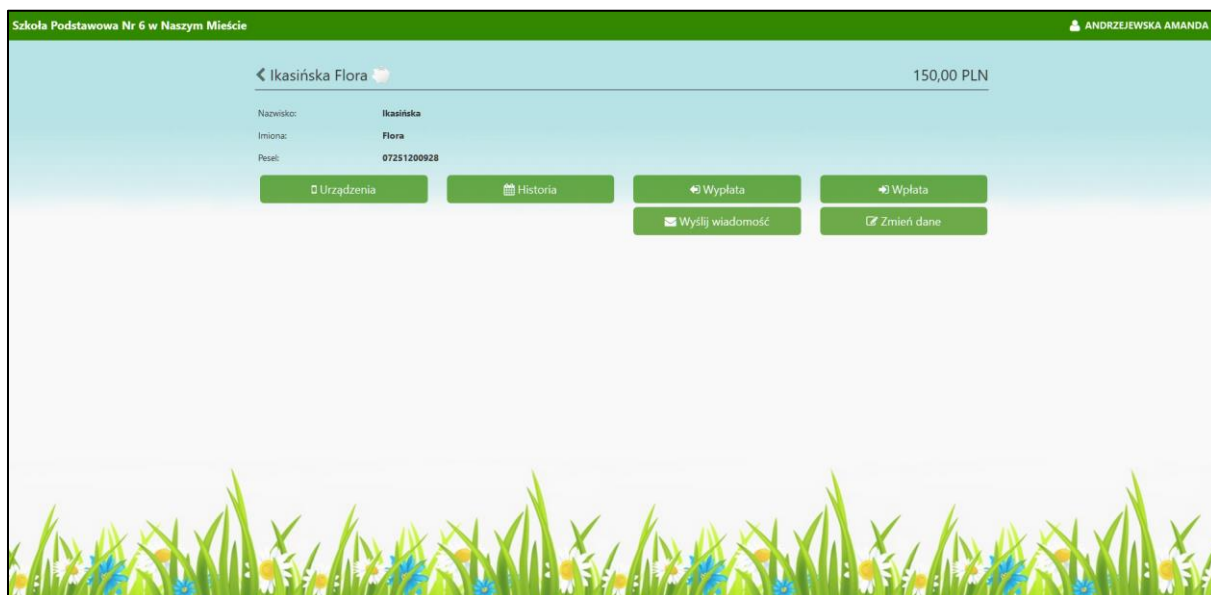 Szkoła Podstawowa Nr 6 w Naszym Mieście ANDRZEJEWSKA AMANDA
Ikasińska Flora 150,00 PLN
Nazwisko: Ikasińska
Imiona: Flora
Pesel: 07251200928
Urządzenia Historia Wypłata Wpłata
Wyślij wiadomość Zmień dane